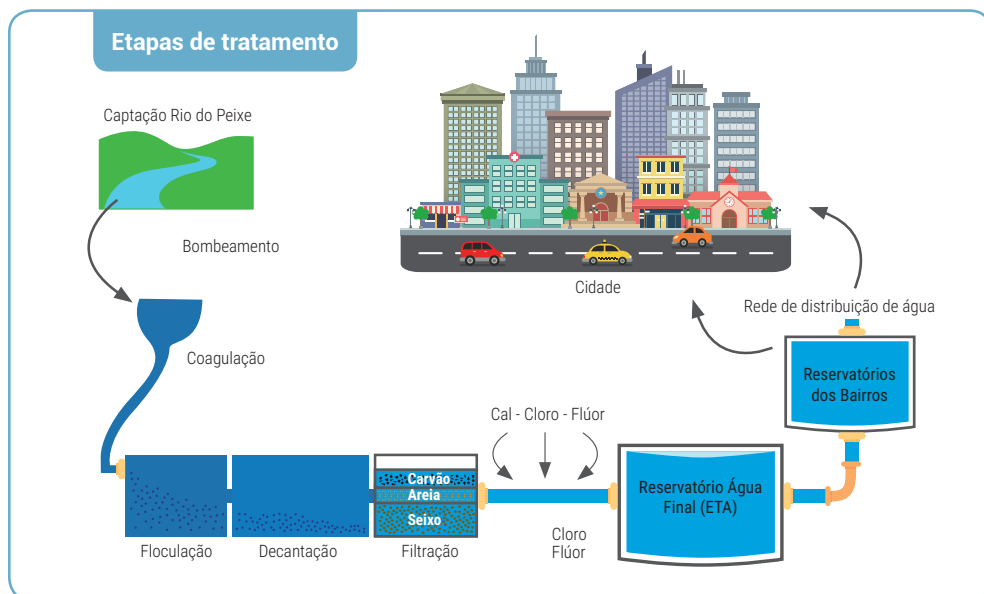 Etapas de tratamento
Captação Rio do Peixe
Bombeamento
Coagulação
Floculação
Decantação
Carvão
Areia
Seixo
Filtração
Cal - Cloro - Flúor
Cloro
Flúor
Reservatório Água
Final (ETA)
Reservatórios
dos Bairros
Rede de distribuição de água
Cidade